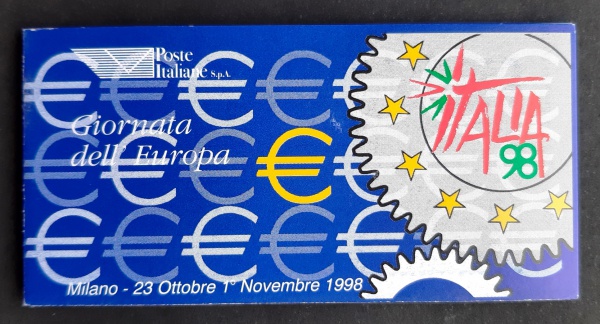 Poste
Italiane S.p.A.
Giornata
dell' Europa
€ € € € €
€ € € €
€ € € € €
ITALIA
98
Milano - 23 Ottobre 1° Novembre 1998